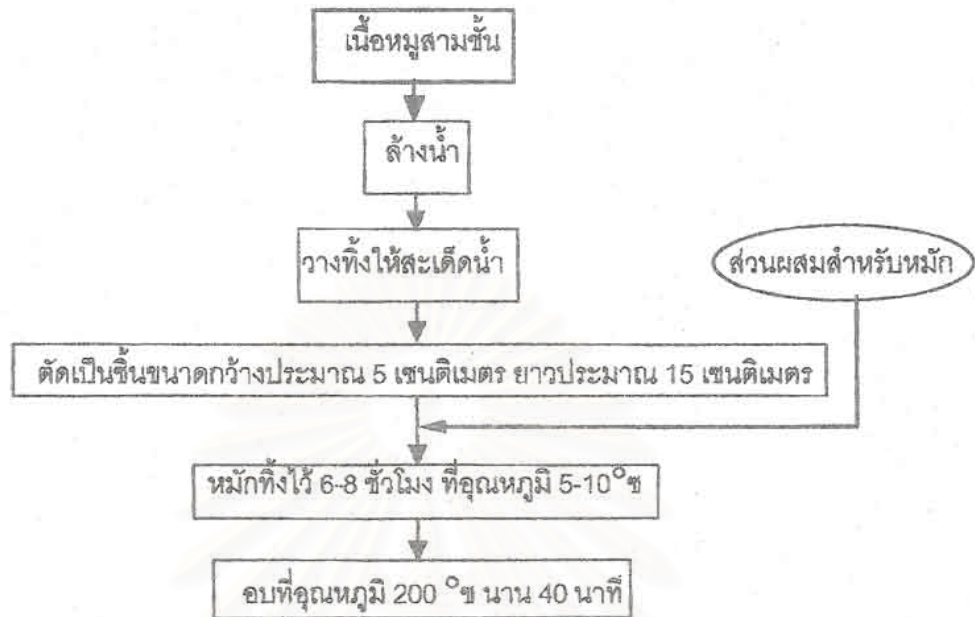 เนื้อหมูสามชั้น
ล้างน้ำ
วางทิ้งให้สะเด็ดน้ำ
ส่วนผสมสำหรับหมัก
ตัดเป็นชิ้นขนาดกว้างประมาณ 5 เซนติเมตร ยาวประมาณ 15 เซนติเมตร
หมักทิ้งไว้ 6-8 ชั่วโมง ที่อุณหภูมิ 5-10°ซ
อบที่อุณหภูมิ 200 °ซ นาน 40 นาที